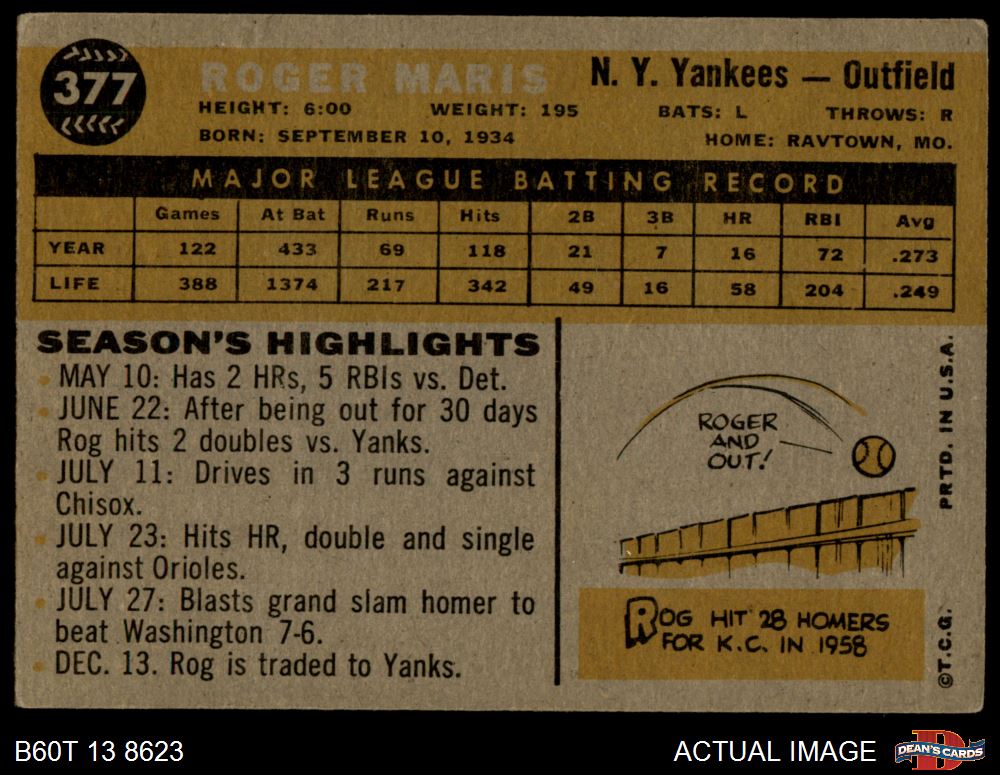 377
ROGER MARIS N. Y. Yankees — Outfield
HEIGHT: 6:00 WEIGHT: 195 BATS: L THROWS: R
BORN: SEPTEMBER 10, 1934 HOME: RAVTOWN, MO.
MAJOR LEAGUE BATTING RECORD
Games At Bat Runs Hits 2B 3B HR RBI Avg
YEAR 122 433 69 118 21 7 16 72 .273
LIFE 388 1374 217 342 49 16 58 204 .249
SEASON'S HIGHLIGHTS
MAY 10: Has 2 HRs, 5 RBIs vs. Det.
JUNE 22: After being out for 30 days
Rog hits 2 doubles vs. Yanks.
JULY 11: Drives in 3 runs against
Chisox.
JULY 23: Hits HR, double and single
against Orioles.
JULY 27: Blasts grand slam homer to
beat Washington 7-6.
DEC. 13. Rog is traded to Yanks.
ROGER
AND
OUT!
ROG HIT 28 HOMERS
FOR K.C. IN 1958
©T.C.G. PRTD. IN U.S.A.
B60T 13 8623 ACTUAL IMAGE
D
DEAN'S CARDS